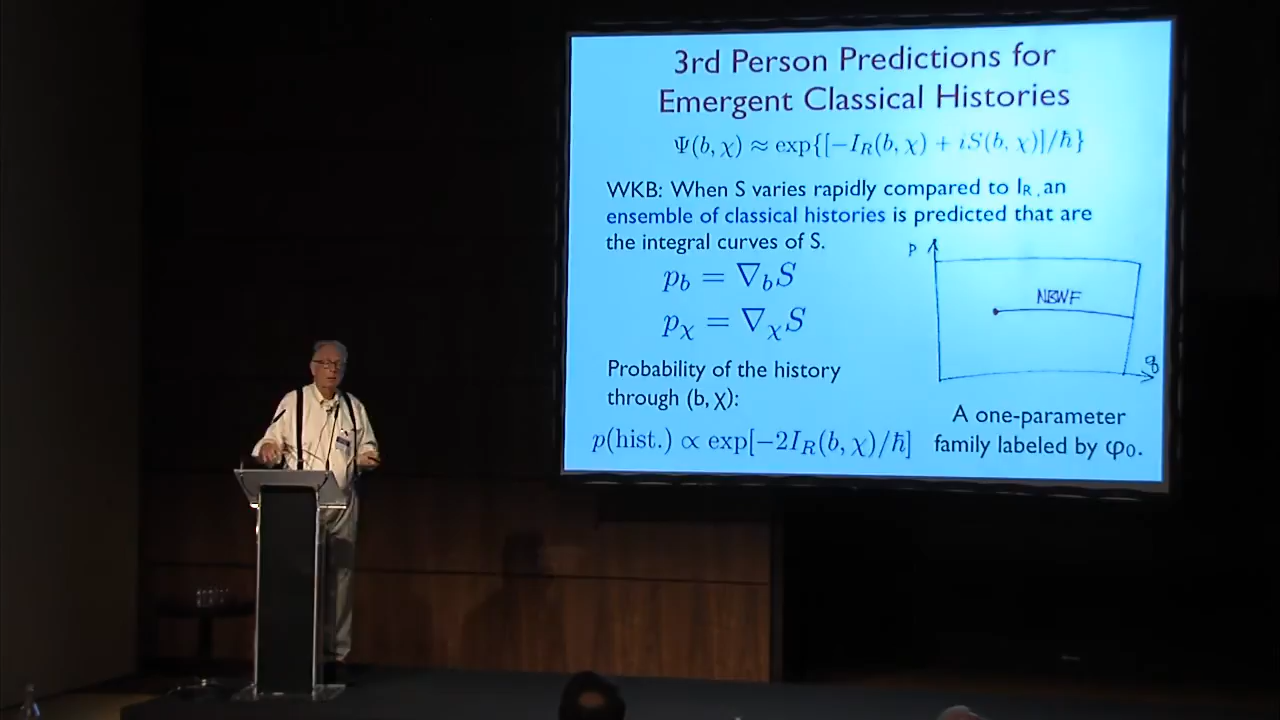 3rd Person Predictions for
Emergent Classical Histories
Ψ(b, χ) ≈ exp{[−I_R(b, χ) + iS(b, χ)]/ħ}
WKB: When S varies rapidly compared to I_R, an
ensemble of classical histories is predicted that are
the integral curves of S.
p_b = ∇_b S
p_χ = ∇_χ S
P
NBWF
q
Probability of the history
through (b, χ):
p(hist.) ∝ exp[−2I_R(b, χ)/ħ]
A one-parameter
family labeled by φ₀.